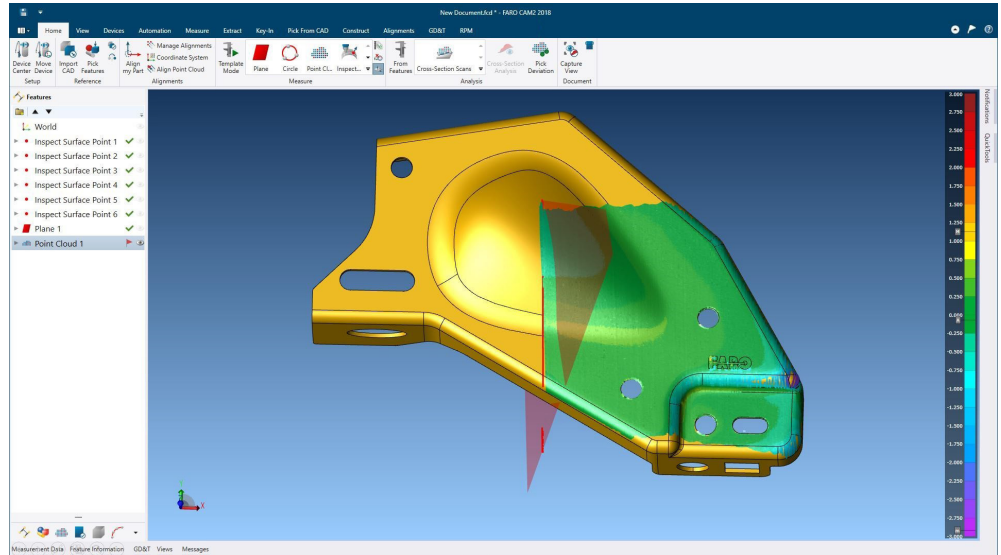 New Document.fcd * - FARO CAM2 2018
Home View Devices Automation Measure Extract Key-In Pick From CAD Construct Alignments GD&T RPM
Device Center
Move Device
Setup
Import CAD
Pick Features
Reference
Align my Part
Manage Alignments
Coordinate System
Align Point Cloud
Alignments
Template Mode
Plane
Circle
Point Cl...
Inspect...
Measure
From Features
Cross-Section Scans
Cross-Section Analysis
Pick Deviation
Analysis
Capture View
Document
Features
World
Inspect Surface Point 1
Inspect Surface Point 2
Inspect Surface Point 3
Inspect Surface Point 4
Inspect Surface Point 5
Inspect Surface Point 6
Plane 1
Point Cloud 1
FARO
X
3.000
2.750
2.500
2.250
2.000
1.750
1.500
1.250
1.000
0.750
0.500
0.250
0.000
-0.250
-0.500
-0.750
-1.000
-1.250
-1.500
-1.750
-2.000
-2.250
-2.500
-2.750
-3.000
Notifications
QuickTools
Measurement Data Feature Information GD&T Views Messages